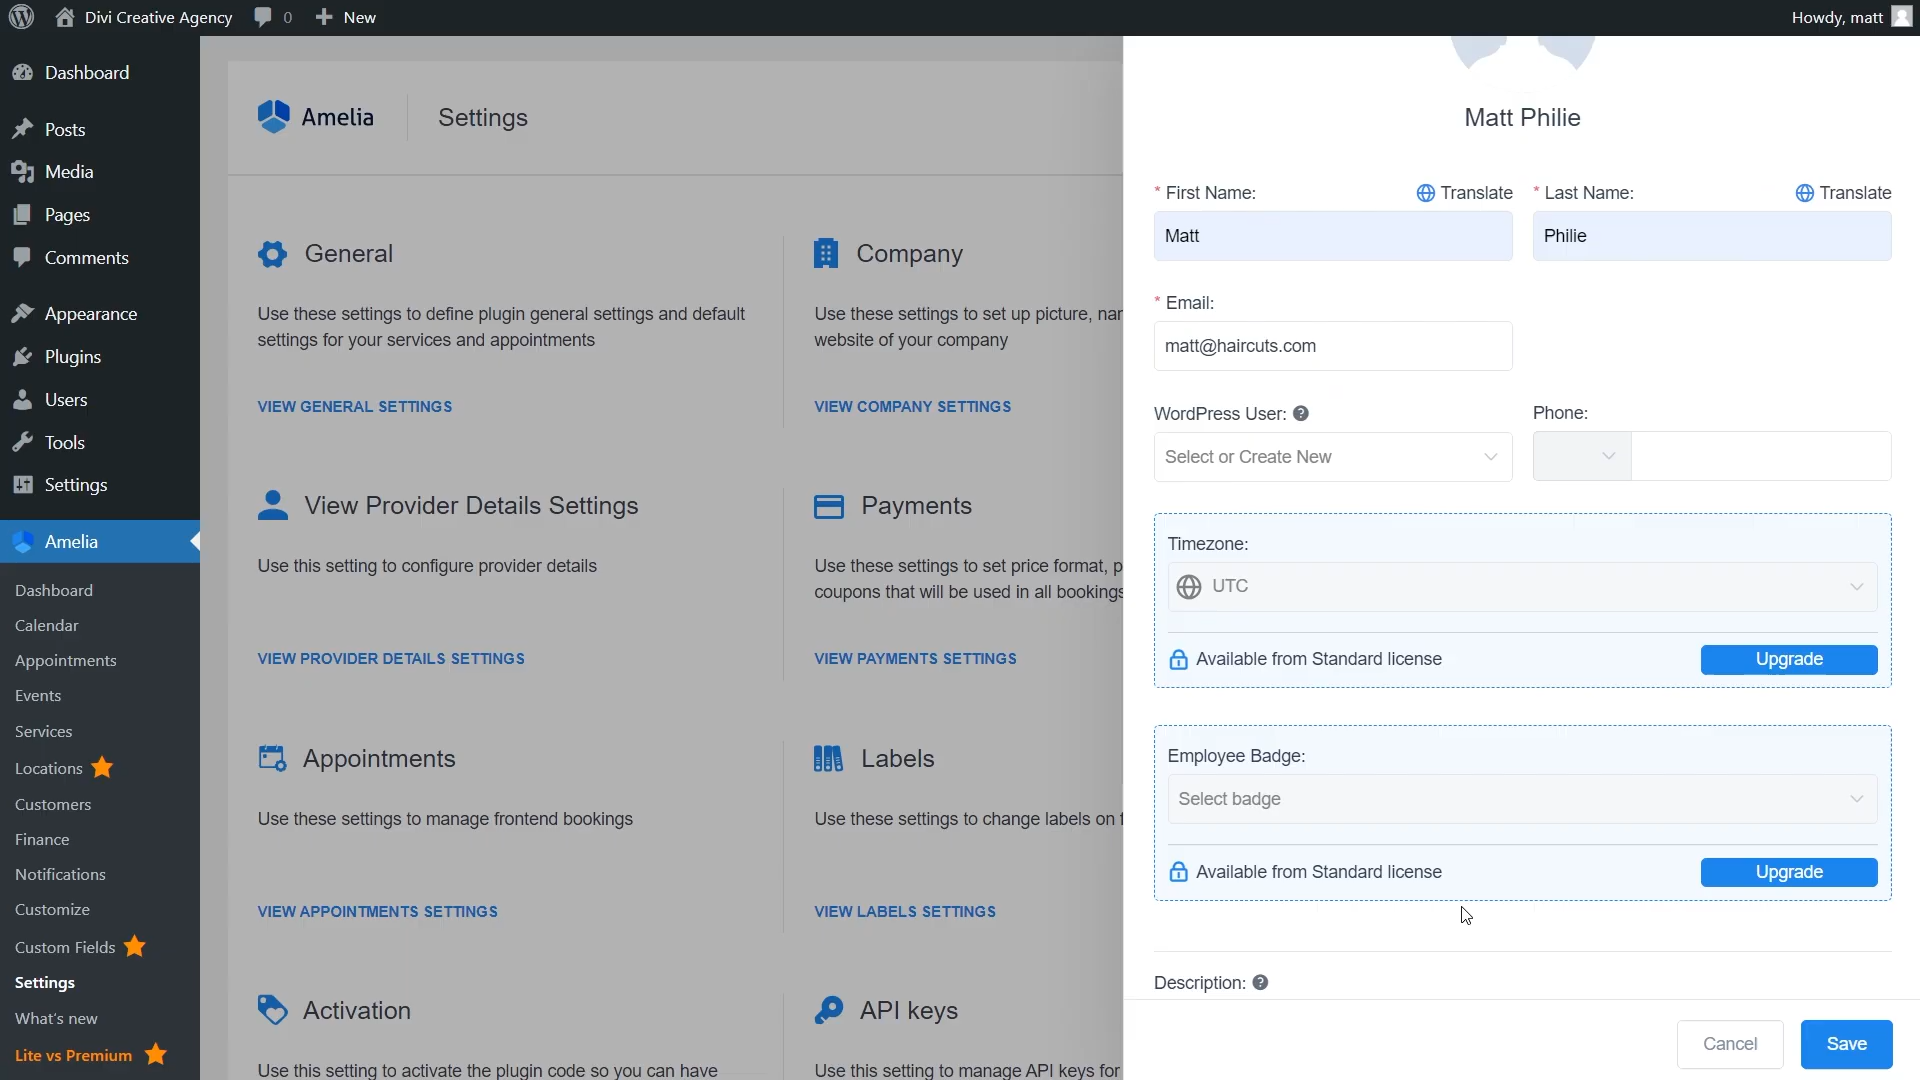 Divi Creative Agency
0
New
Howdy, matt
Dashboard
Posts
Media
Pages
Comments
Appearance
Plugins
Users
Tools
Settings
Amelia
Dashboard
Calendar
Appointments
Events
Services
Locations
Customers
Finance
Notifications
Customize
Custom Fields
Settings
What's new
Lite vs Premium
Amelia
Settings
General
Use these settings to define plugin general settings and default
settings for your services and appointments
VIEW GENERAL SETTINGS
Company
Use these settings to set up picture, nar
website of your company
VIEW COMPANY SETTINGS
View Provider Details Settings
Use this setting to configure provider details
VIEW PROVIDER DETAILS SETTINGS
Payments
Use these settings to set price format, p
coupons that will be used in all bookings
VIEW PAYMENTS SETTINGS
Appointments
Use these settings to manage frontend bookings
VIEW APPOINTMENTS SETTINGS
Labels
Use these settings to change labels on f
VIEW LABELS SETTINGS
Activation
Use this setting to activate the plugin code so you can have
API keys
Use this setting to manage API keys for
Matt Philie
* First Name:
Translate
* Last Name:
Translate
Matt
Philie
* Email:
matt@haircuts.com
WordPress User: ?
Phone:
Select or Create New
Timezone:
UTC
Available from Standard license
Upgrade
Employee Badge:
Select badge
Available from Standard license
Upgrade
Description: ?
Cancel
Save